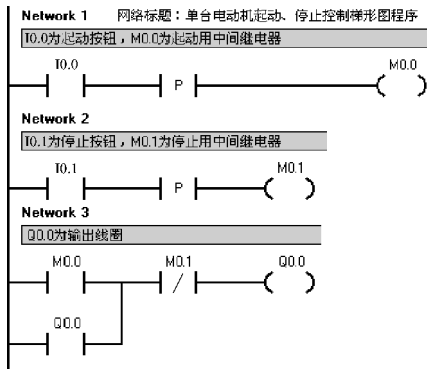 Network 1 网络标题：单台电动机起动、停止控制梯形图程序
I0.0为起动按钮，M0.0为起动用中间继电器
I0.0 M0.0
P
Network 2
I0.1为停止按钮，M0.1为停止用中间继电器
I0.1 M0.1
P
Network 3
Q0.0为输出线圈
M0.0 M0.1 Q0.0
/
Q0.0